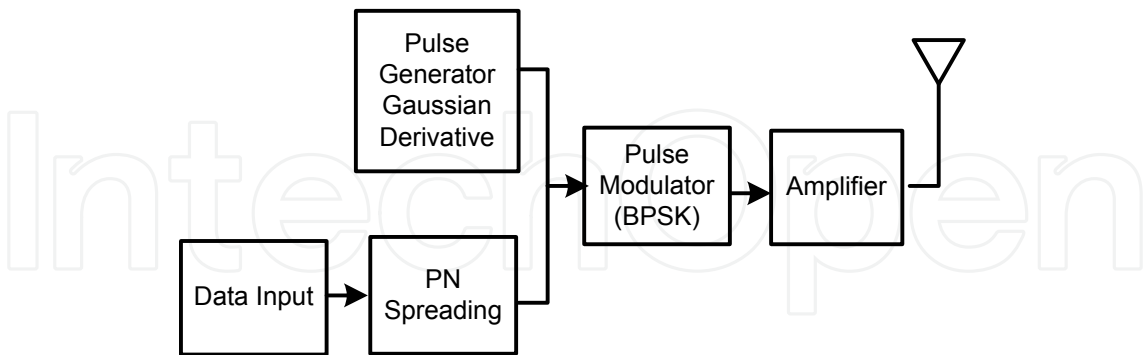 Pulse
Generator
Gaussian
Derivative
Pulse
Modulator
(BPSK)
Amplifier
Data Input
PN
Spreading
IntechOpen